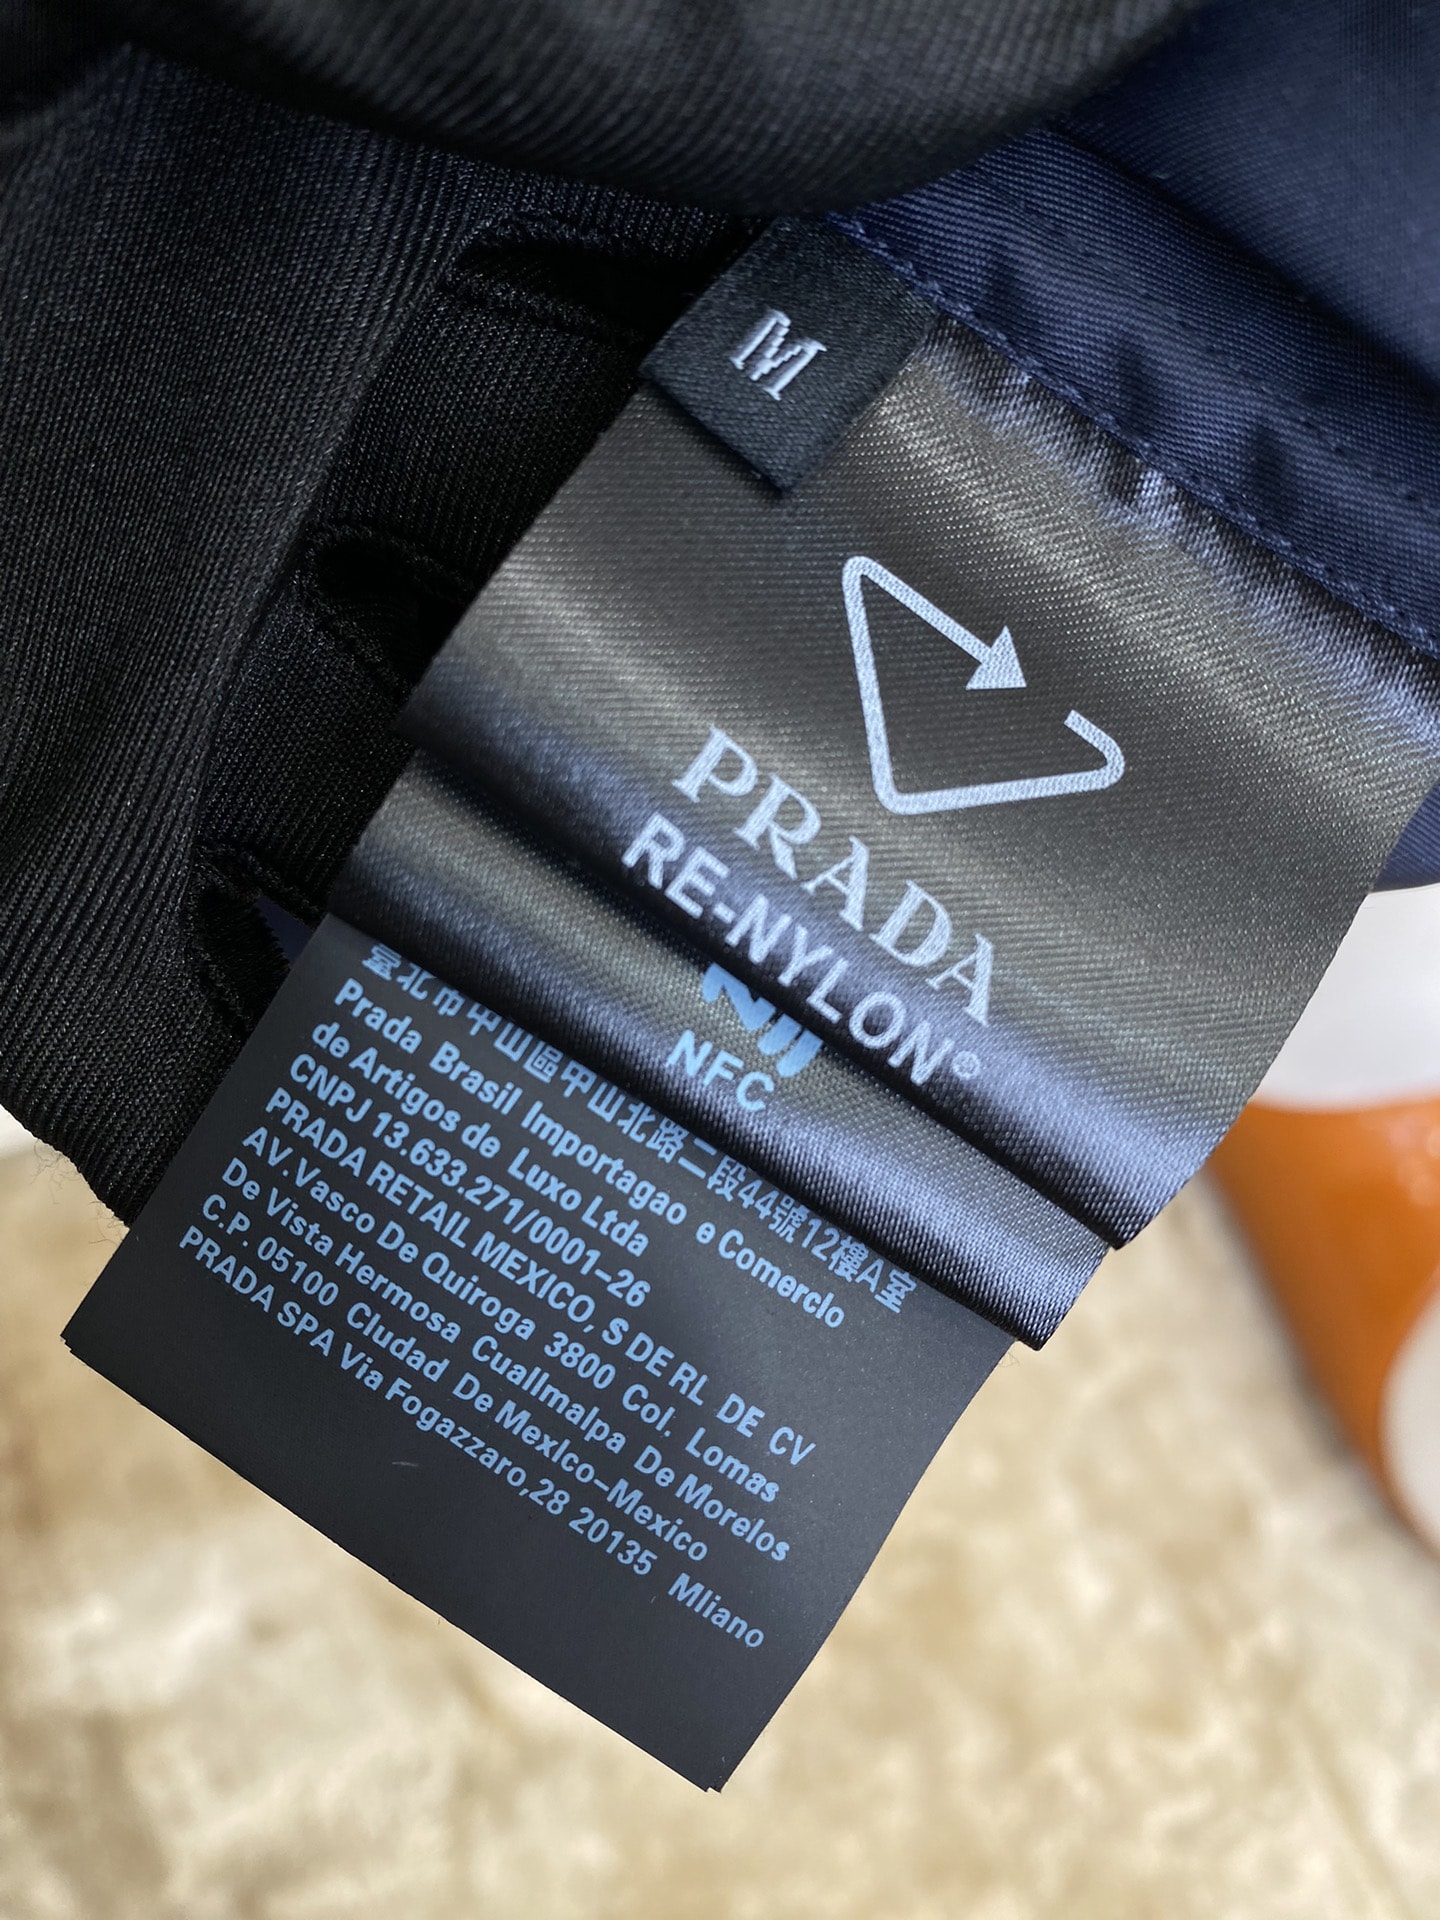 M
PRADA
RE-NYLON®
NFC
臺北市中山區中山北路二段44號12樓A室
Prada Brasil Importagao e Comerclo
de Artigos de Luxo Ltda
CNPJ 13.633.271/0001-26
PRADA RETAIL MEXICO, S DE RL DE CV
AV.Vasco De Quiroga 3800 Col. Lomas
De Vista Hermosa Cuallmalpa De Morelos
C.P. 05100 Cludad De Mexlco-Mexico
PRADA SPA Via Fogazzaro,28 20135 Mliano